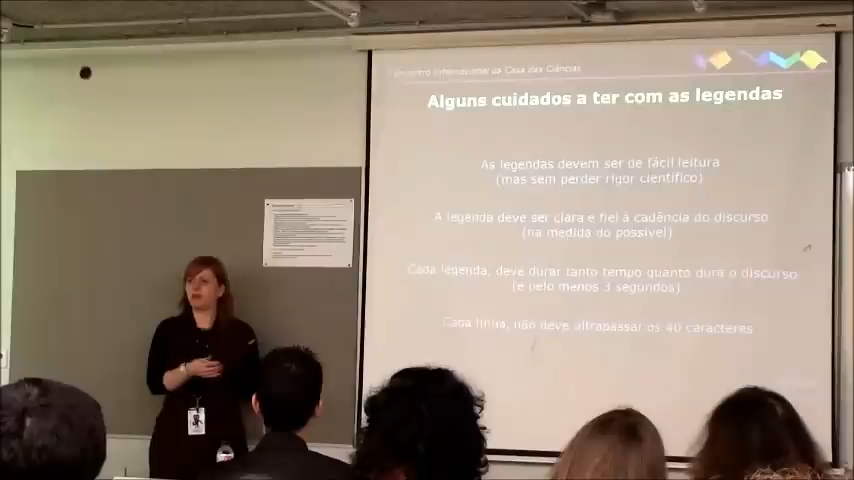 Encontro Internacional da Casa das Ciências
Alguns cuidados a ter com as legendas
As legendas devem ser de fácil leitura
(mas sem perder rigor científico)
A legenda deve ser clara e fiel à cadência do discurso
(na medida do possível)
Cada legenda, deve durar tanto tempo quanto dura o discurso
(e pelo menos 3 segundos)
Cada linha, não deve ultrapassar os 40 caracteres